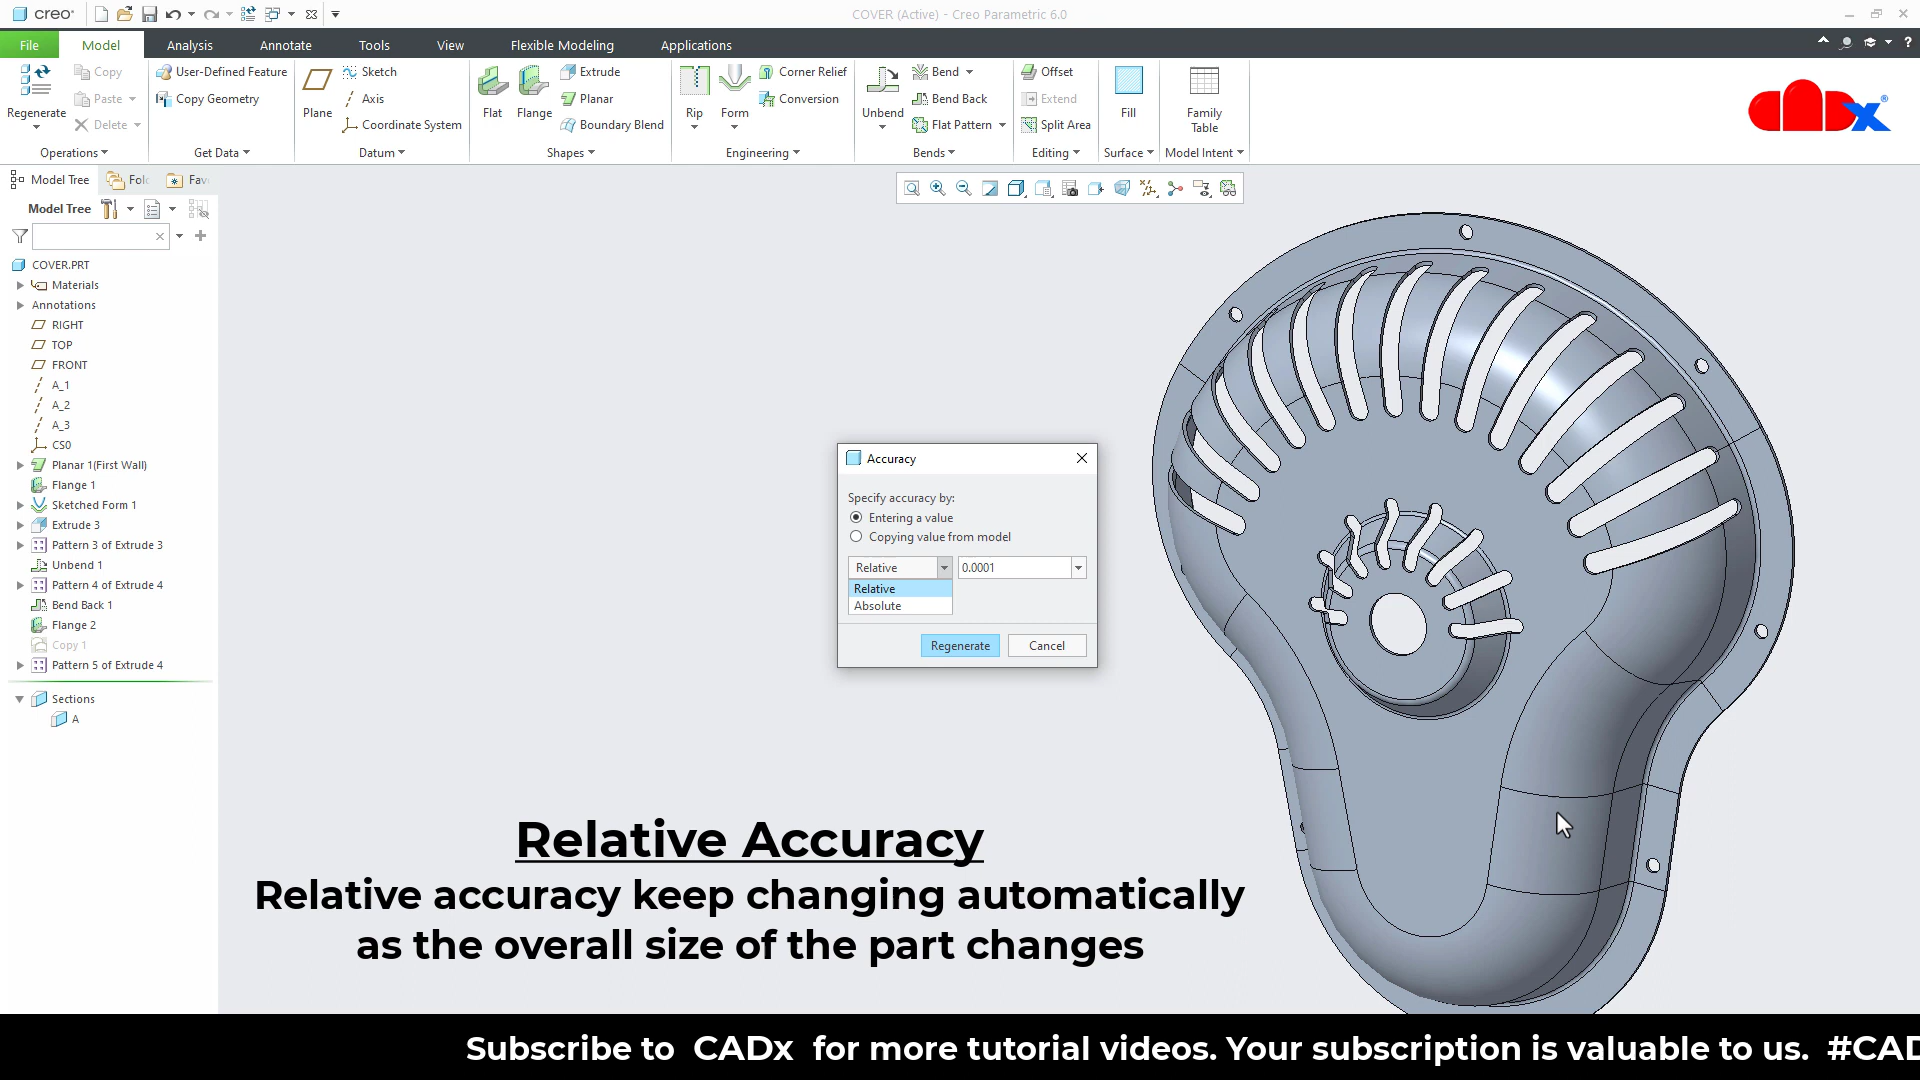 creo
COVER (Active) - Creo Parametric 6.0
File
Model
Analysis
Annotate
Tools
View
Flexible Modeling
Applications
?
Regenerate
Copy
Paste
Delete
Operations
User-Defined Feature
Copy Geometry
Get Data
Plane
Sketch
Axis
Coordinate System
Datum
Flat
Flange
Extrude
Planar
Boundary Blend
Shapes
Rip
Form
Corner Relief
Conversion
Engineering
Unbend
Bend
Bend Back
Flat Pattern
Bends
Offset
Extend
Split Area
Editing
Fill
Surface
Family
Table
Model Intent
CADx®
Model Tree
Fol
Fav
Model Tree
COVER.PRT
Materials
Annotations
RIGHT
TOP
FRONT
A_1
A_2
A_3
CS0
Planar 1(First Wall)
Flange 1
Sketched Form 1
Extrude 3
Pattern 3 of Extrude 3
Unbend 1
Pattern 4 of Extrude 4
Bend Back 1
Flange 2
Copy 1
Pattern 5 of Extrude 4
Sections
A
Accuracy
Specify accuracy by:
Entering a value
Copying value from model
Relative
0.0001
Relative
Absolute
Regenerate
Cancel
Relative Accuracy
Relative accuracy keep changing automatically
as the overall size of the part changes
Subscribe to CADx for more tutorial videos. Your subscription is valuable to us. #CAD